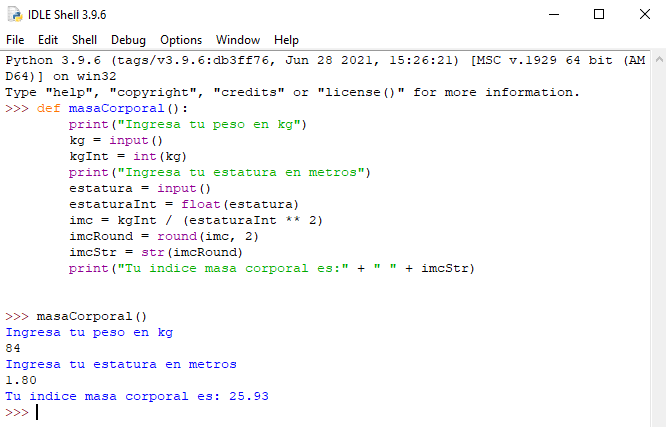 IDLE Shell 3.9.6
File Edit Shell Debug Options Window Help
Python 3.9.6 (tags/v3.9.6:db3ff76, Jun 28 2021, 15:26:21) [MSC v.1929 64 bit (AM
D64)] on win32
Type "help", "copyright", "credits" or "license()" for more information.
>>> def masaCorporal():
        print("Ingresa tu peso en kg")
        kg = input()
        kgInt = int(kg)
        print("Ingresa tu estatura en metros")
        estatura = input()
        estaturaInt = float(estatura)
        imc = kgInt / (estaturaInt ** 2)
        imcRound = round(imc, 2)
        imcStr = str(imcRound)
        print("Tu indice masa corporal es:" + " " + imcStr)
>>> masaCorporal()
Ingresa tu peso en kg
84
Ingresa tu estatura en metros
1.80
Tu indice masa corporal es: 25.93
>>>